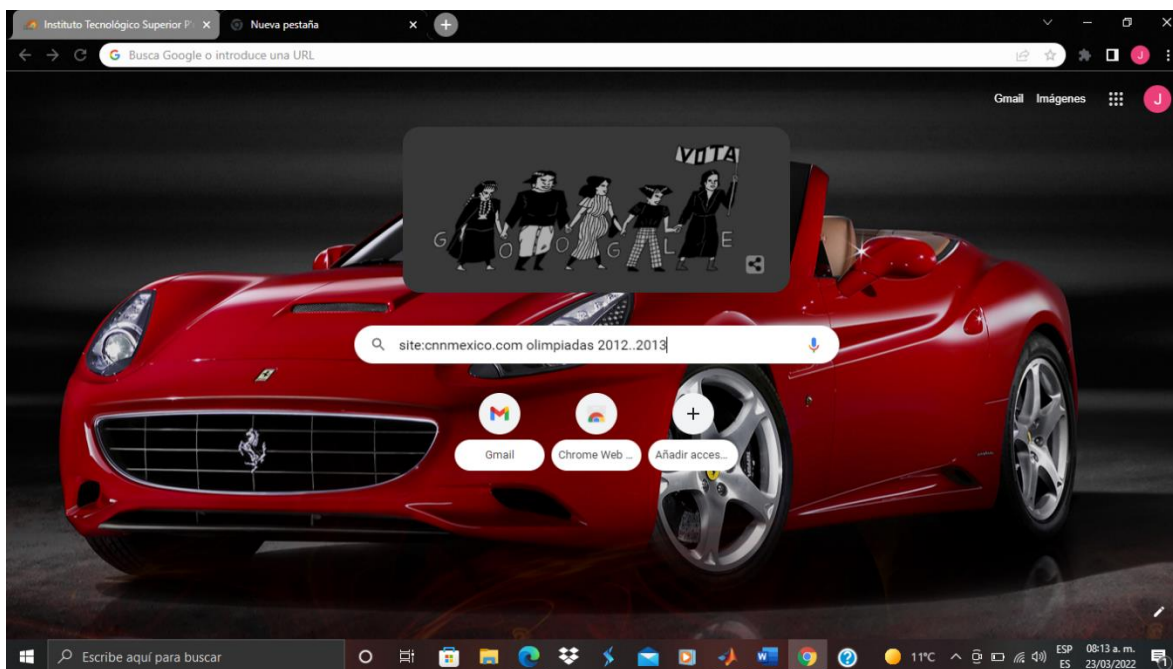 Instituto Tecnológico Superior P
Nueva pestaña
Busca Google o introduce una URL
J
Gmail Imágenes
J
VOTA
GOOGLE
site:cnnmexico.com olimpiadas 2012..2013
Gmail
Chrome Web ...
Añadir acces...
Escribe aquí para buscar
11°C
ESP
08:13 a. m.
ES
23/03/2022